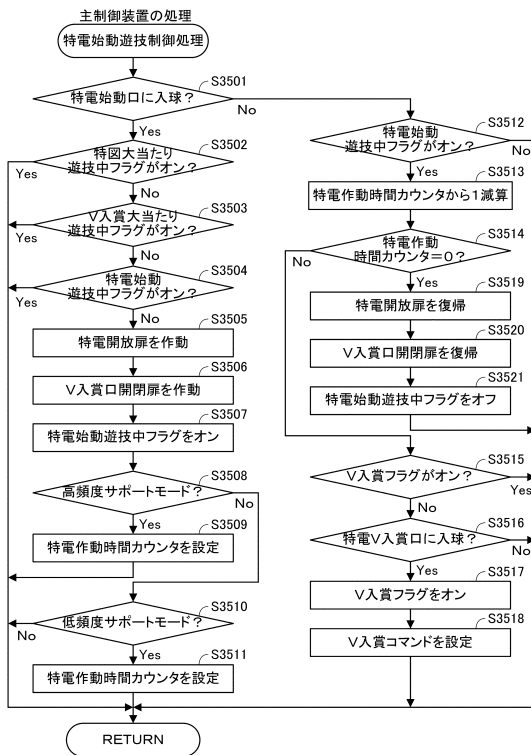 主制御装置の処理
特電始動遊技制御処理
S3501
特電始動口に入球？
No
Yes
S3502
特図大当たり
遊技中フラグがオン？
Yes
No
S3503
V入賞大当たり
遊技中フラグがオン？
Yes
No
S3504
特電始動
遊技中フラグがオン？
Yes
No
S3505
特電開放扉を作動
S3506
V入賞口開閉扉を作動
S3507
特電始動遊技中フラグをオン
S3508
高頻度サポートモード？
No
Yes
S3509
特電作動時間カウンタを設定
S3510
低頻度サポートモード？
No
Yes
S3511
特電作動時間カウンタを設定
RETURN
S3512
特電始動
遊技中フラグがオン？
No
Yes
S3513
特電作動時間カウンタから1減算
S3514
特電作動
時間カウンタ=0？
No
Yes
S3519
特電開放扉を復帰
S3520
V入賞口開閉扉を復帰
S3521
特電始動遊技中フラグをオフ
S3515
V入賞フラグがオン？
Yes
No
S3516
特電V入賞口に入球？
No
Yes
S3517
V入賞フラグをオン
S3518
V入賞コマンドを設定